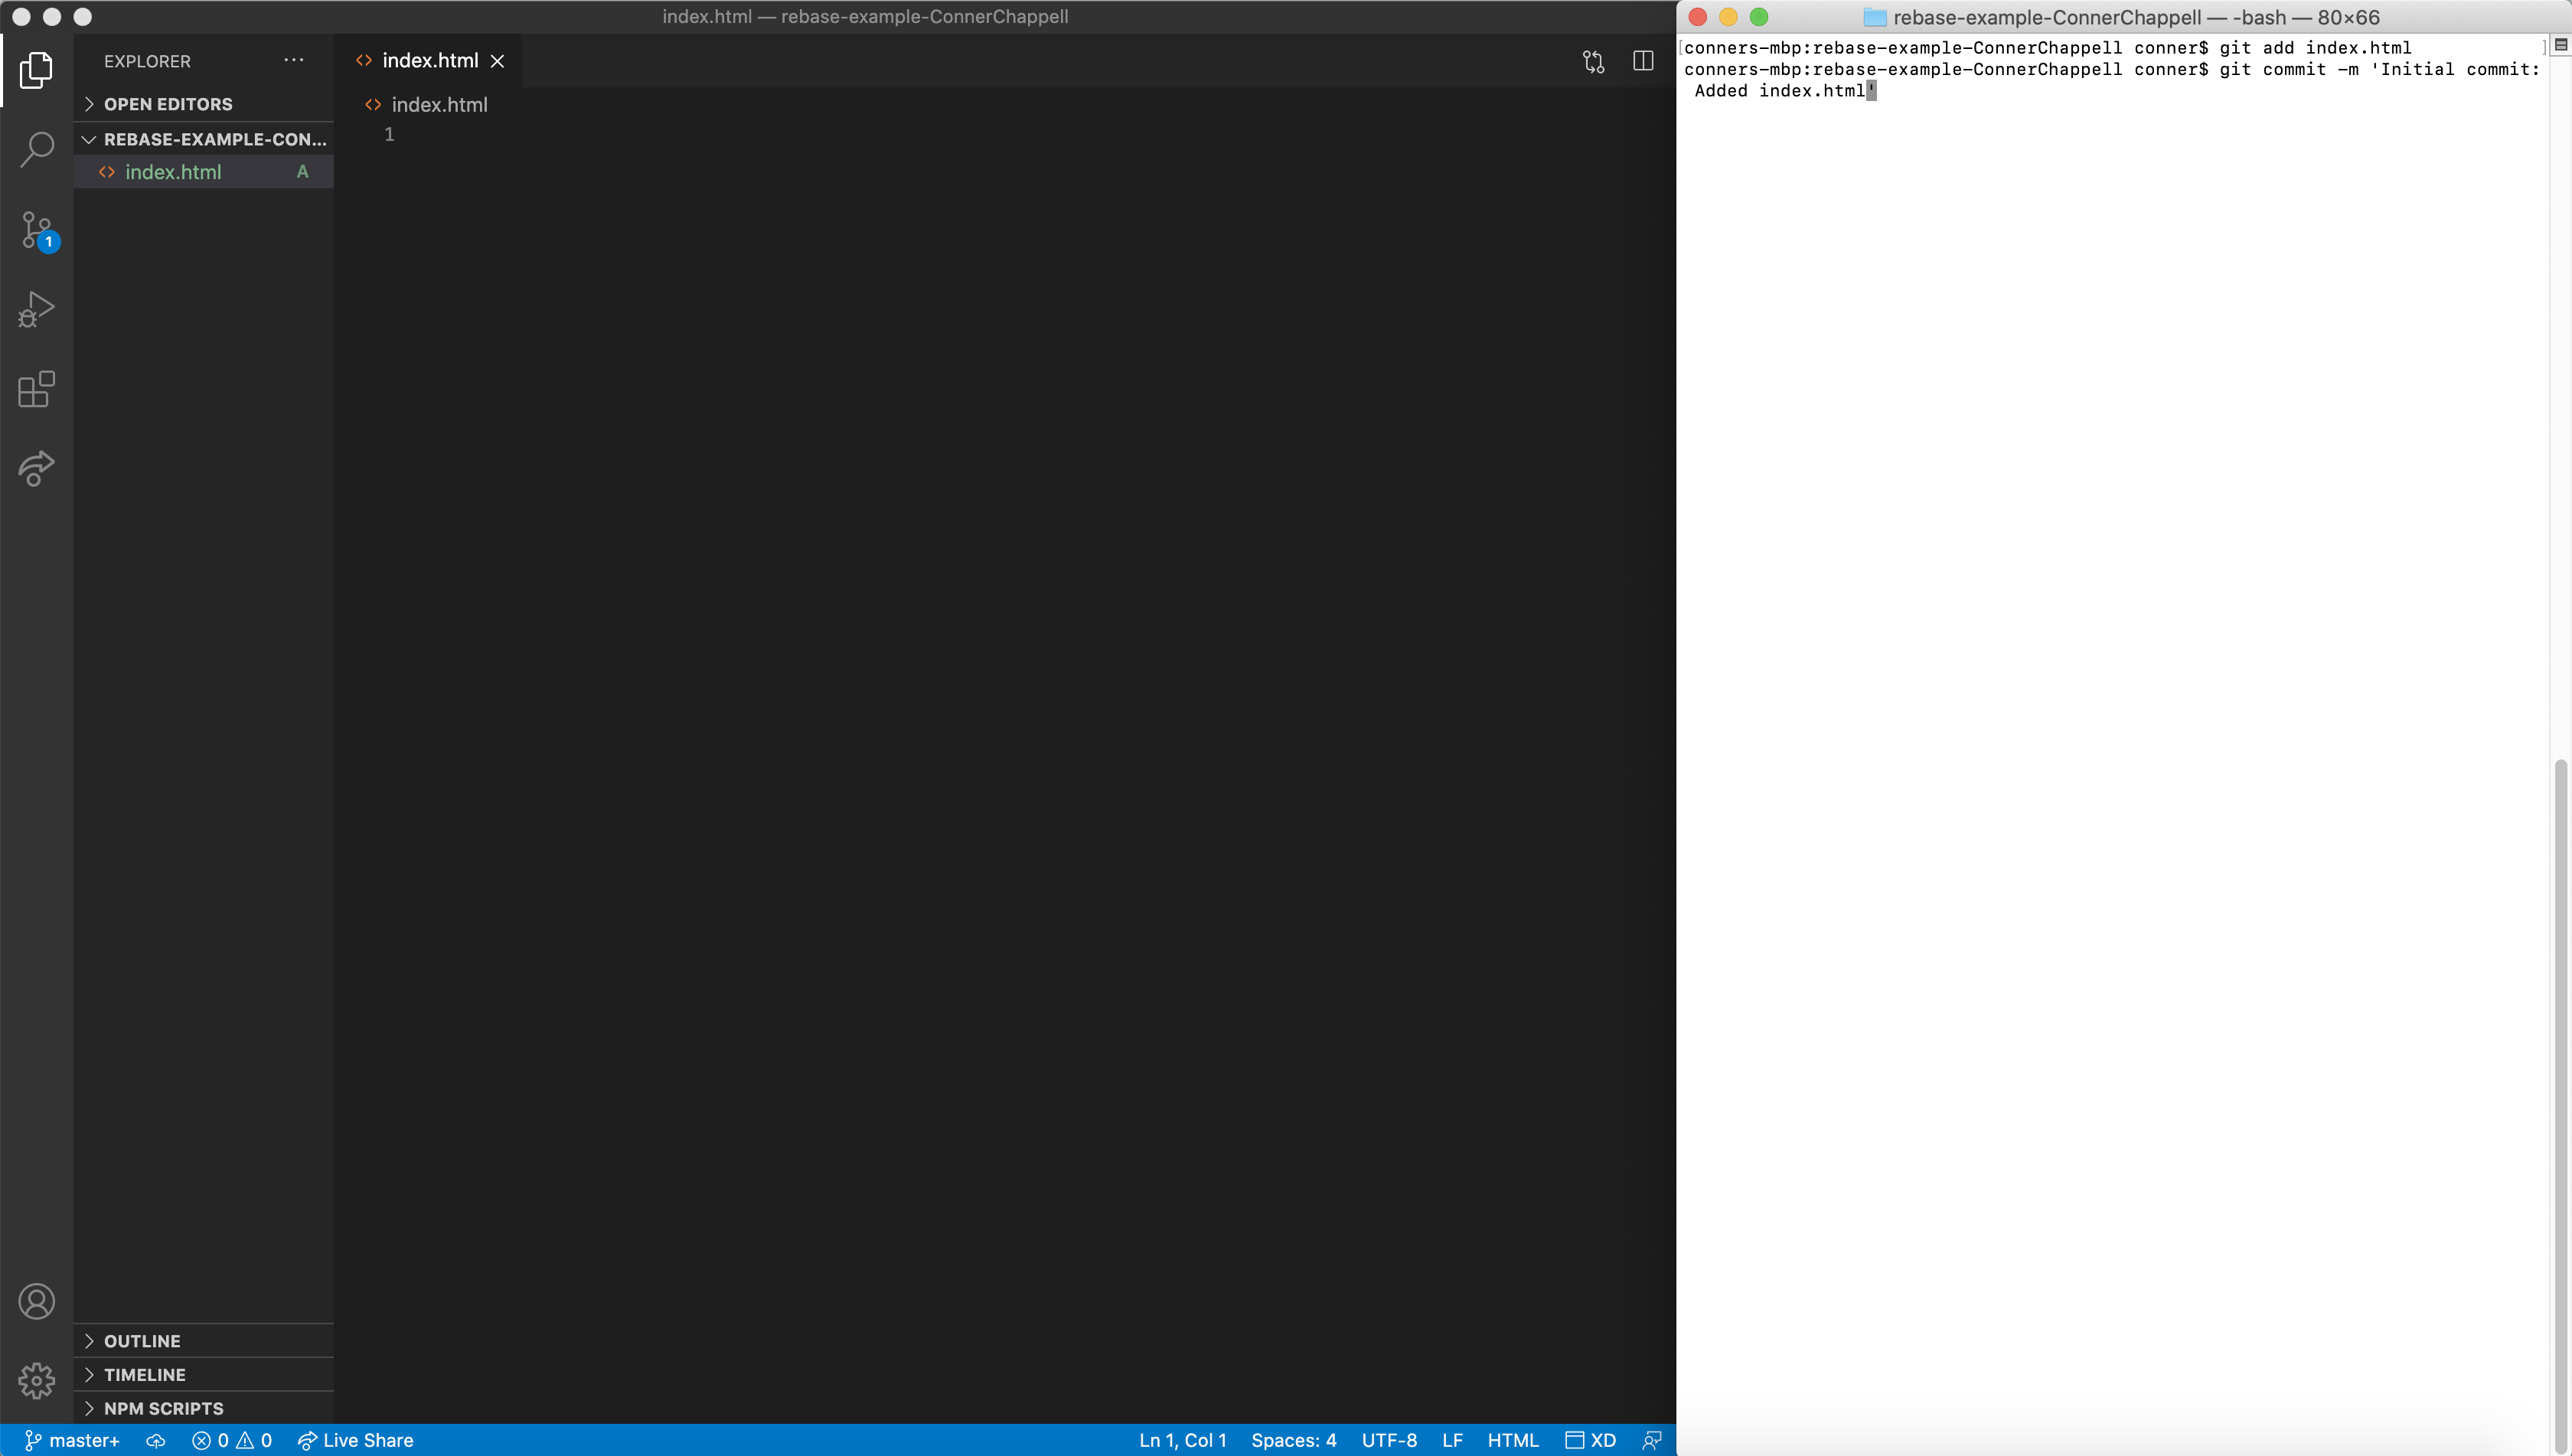 index.html — rebase-example-ConnerChappell
EXPLORER ···
OPEN EDITORS
REBASE-EXAMPLE-CON...
index.html A
1
index.html
index.html
1
OUTLINE
TIMELINE
NPM SCRIPTS
master+ 0 0 Live Share
Ln 1, Col 1 Spaces: 4 UTF-8 LF HTML XD
rebase-example-ConnerChappell — -bash — 80×66
[conners-mbp:rebase-example-ConnerChappell conner$ git add index.html ]
conners-mbp:rebase-example-ConnerChappell conner$ git commit -m 'Initial commit:
Added index.html'